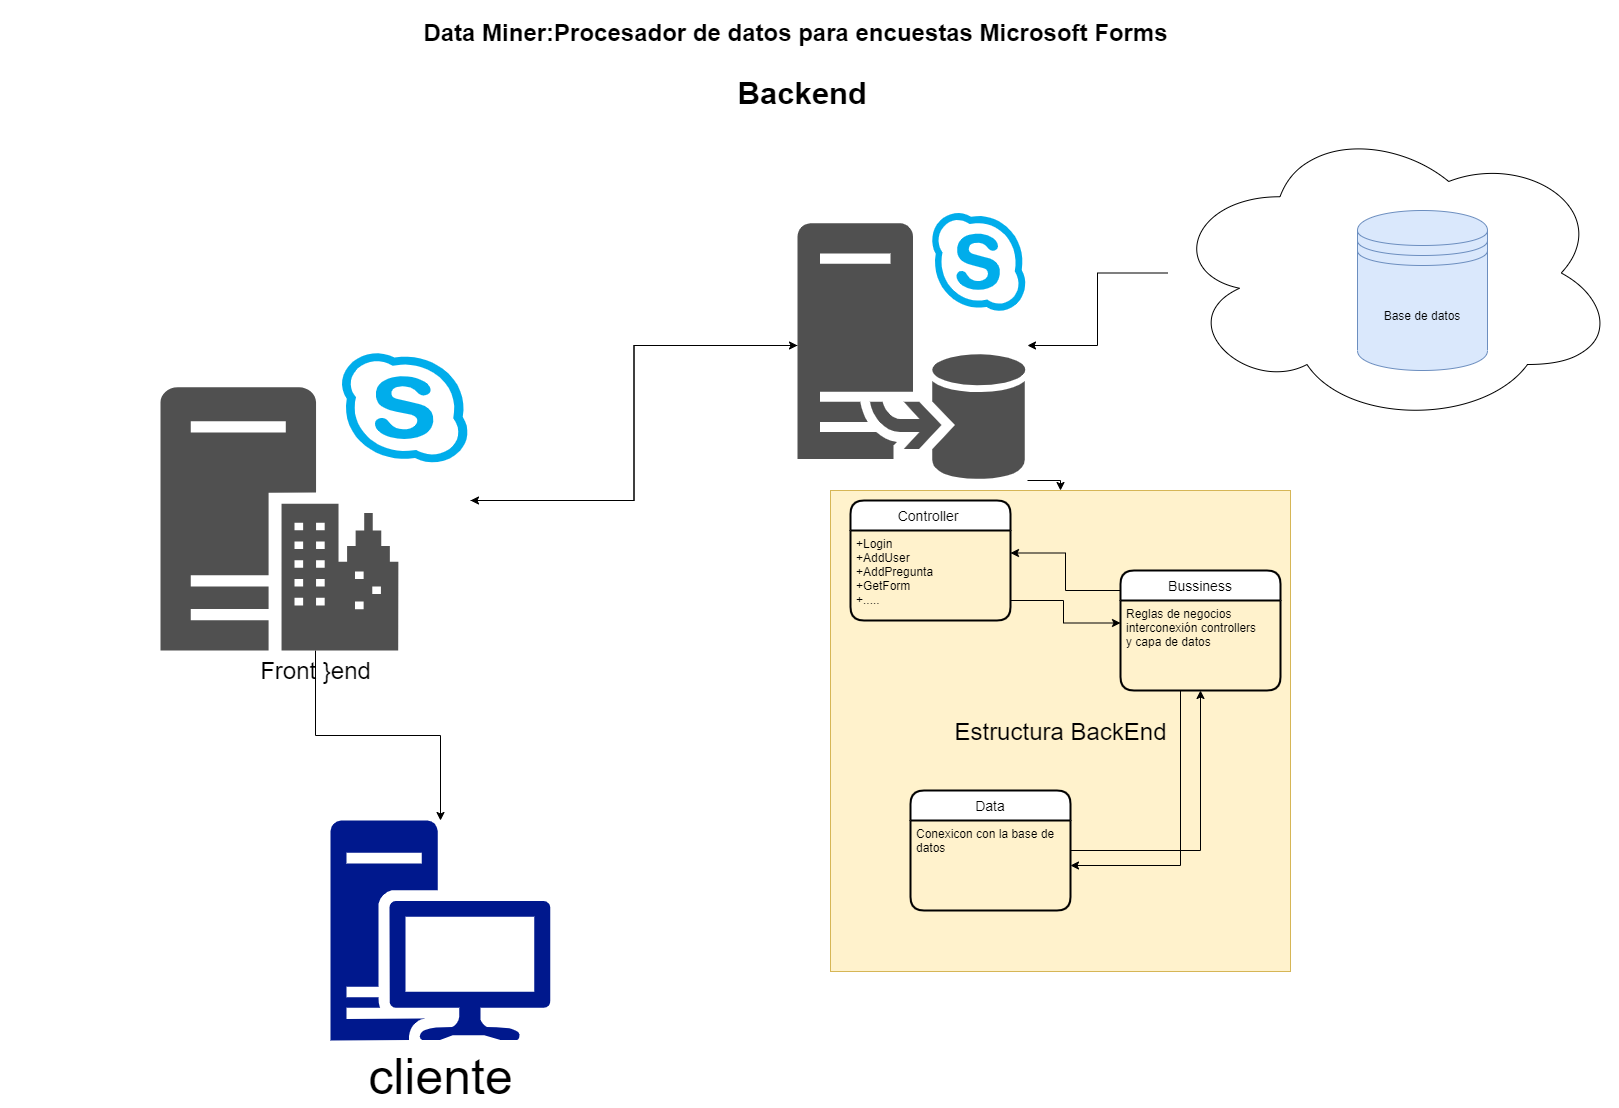 Data Miner:Procesador de datos para encuestas Microsoft Forms
Backend
S
Base de datos
S
Controller
+Login
+AddUser
+AddPregunta
+GetForm
+.....
Bussiness
Reglas de negocios
interconexión controllers
y capa de datos
Front }end
Estructura BackEnd
Data
Conexicon con la base de
datos
cliente